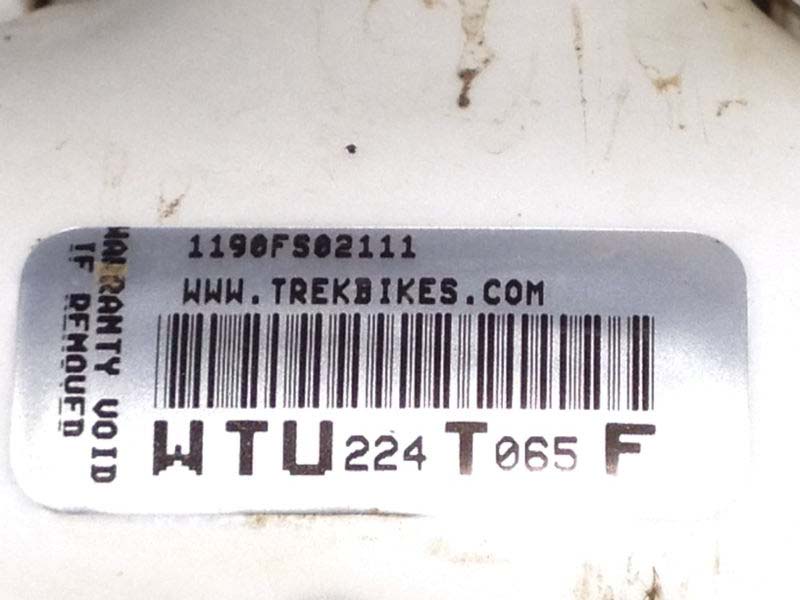 1190FS02111
WWW.TREKBIKES.COM
WTU224T065F
WARRANTY VOID
IF REMOVED